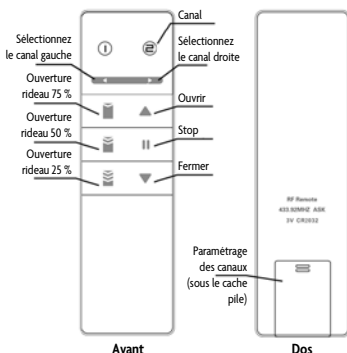 Canal
Sélectionnez
le canal gauche
Sélectionnez
le canal droite
Ouverture
rideau 75 %
Ouvrir
Ouverture
rideau 50 %
Stop
Ouverture
rideau 25 %
Fermer
RF Remote
433.92MHZ ASK
3V CR2032
Paramétrage
des canaux
(sous le cache
pile)
Avant
Dos